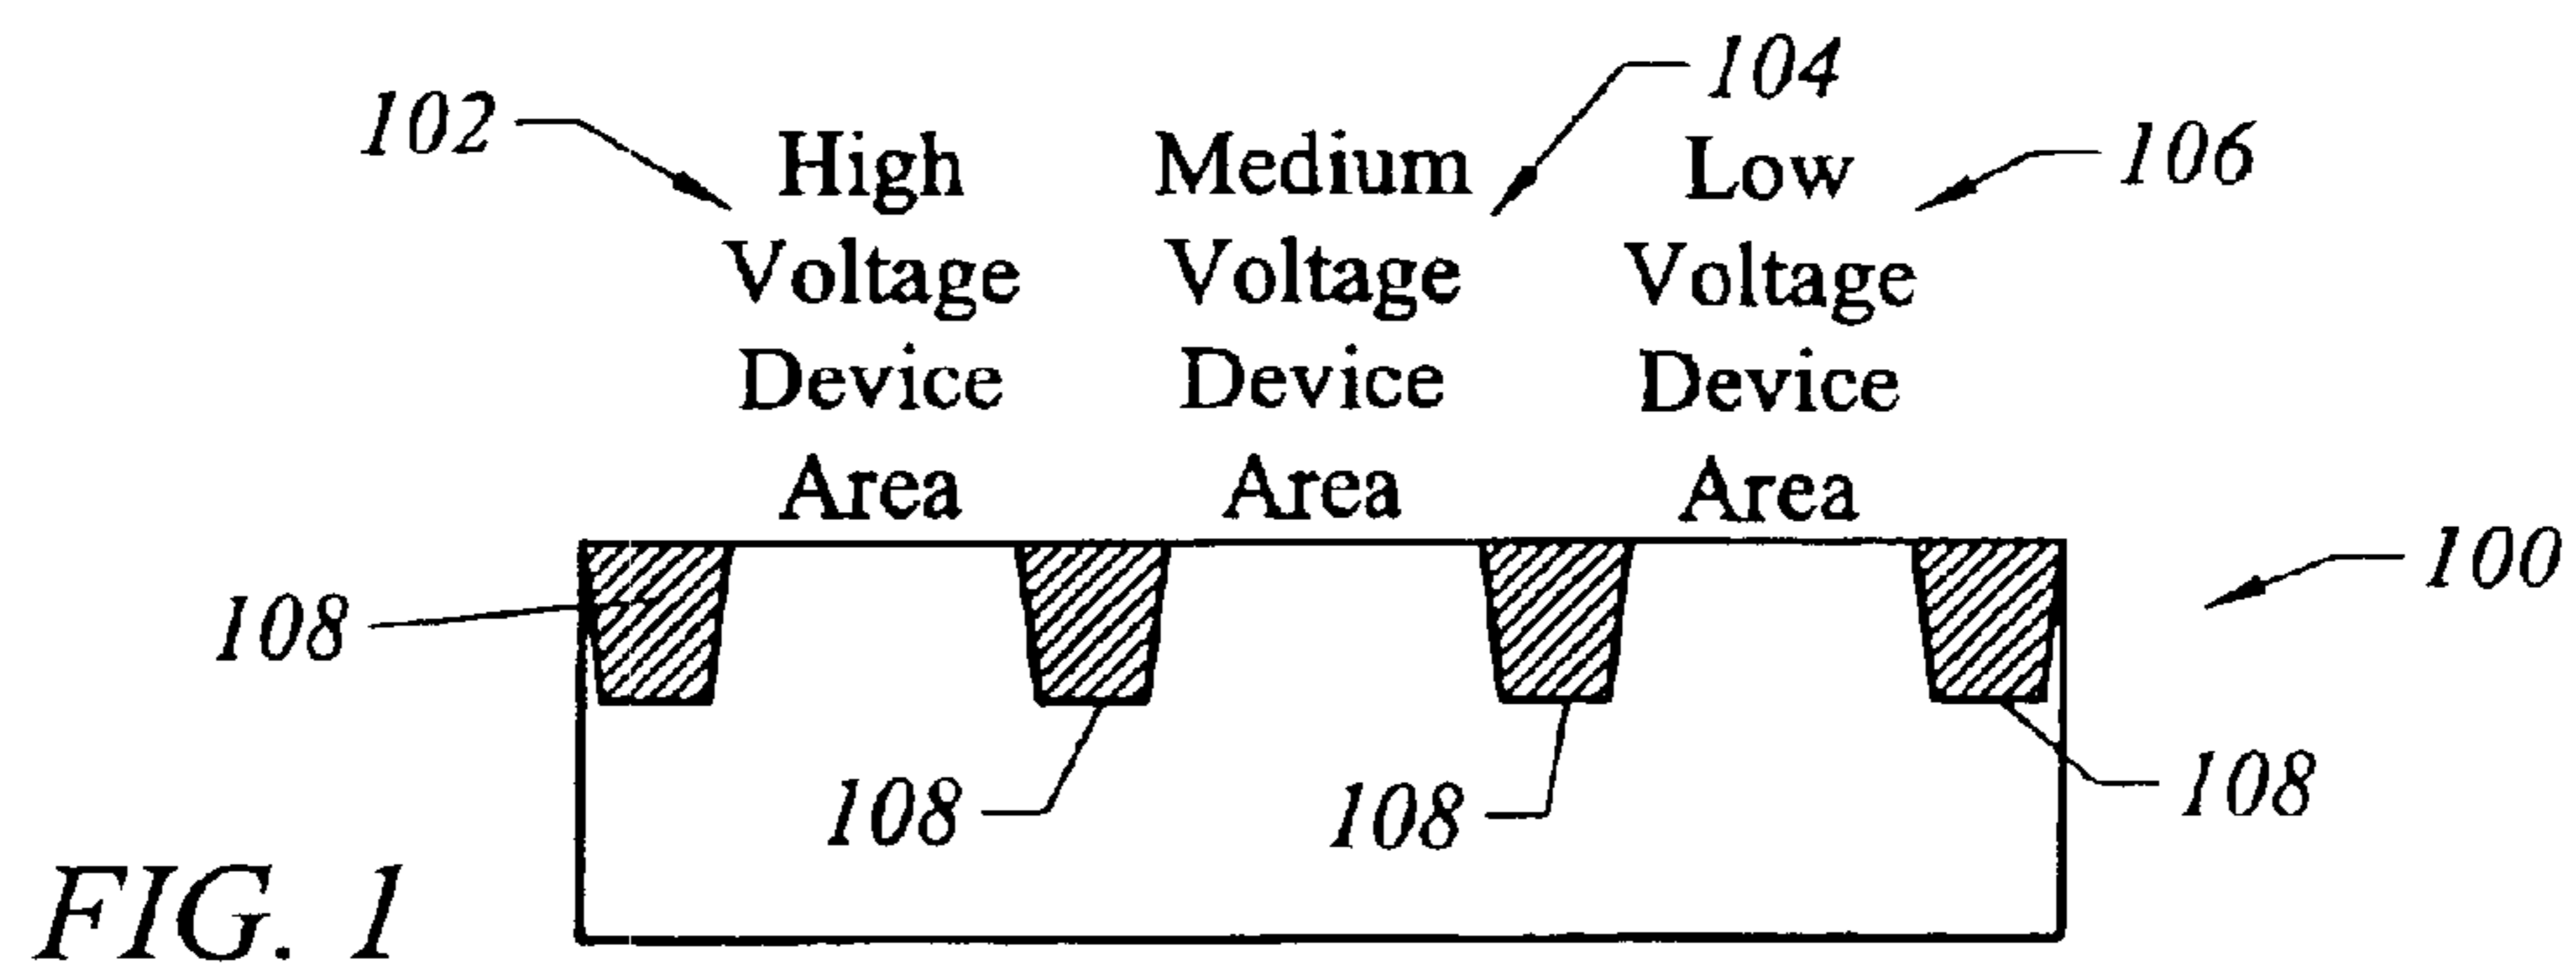 104
102
106
High
Voltage
Device
Area
Medium
Voltage
Device
Area
Low
Voltage
Device
Area
100
108
108
108
108
FIG. 1